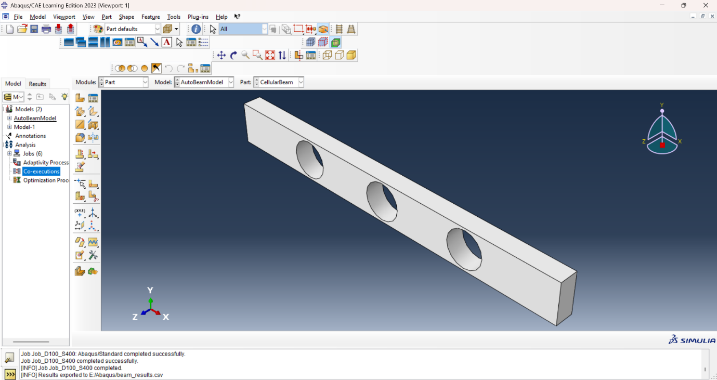 Abaqus/CAE Learning Edition 2023 [Viewport: 1]
File Model Viewport View Part Shape Feature Tools Plug-ins Help
Part defaults
All
Model Results
Module: Part Model: AutoBeamModel Part: CellularBeam
Models (2)
AutoBeamModel
Model-1
Annotations
Analysis
Jobs (6)
Adaptivity Process
Co-executions
Optimization Proc
Y
Z X
Y
Z X
SIMULIA
Job Job_D100_S400: Abaqus/Standard completed successfully.
Job Job_D100_S400 completed successfully.
[INFO] Job Job_D100_S400 completed.
[INFO] Results exported to E:/Abaqus/beam_results.csv
>>>